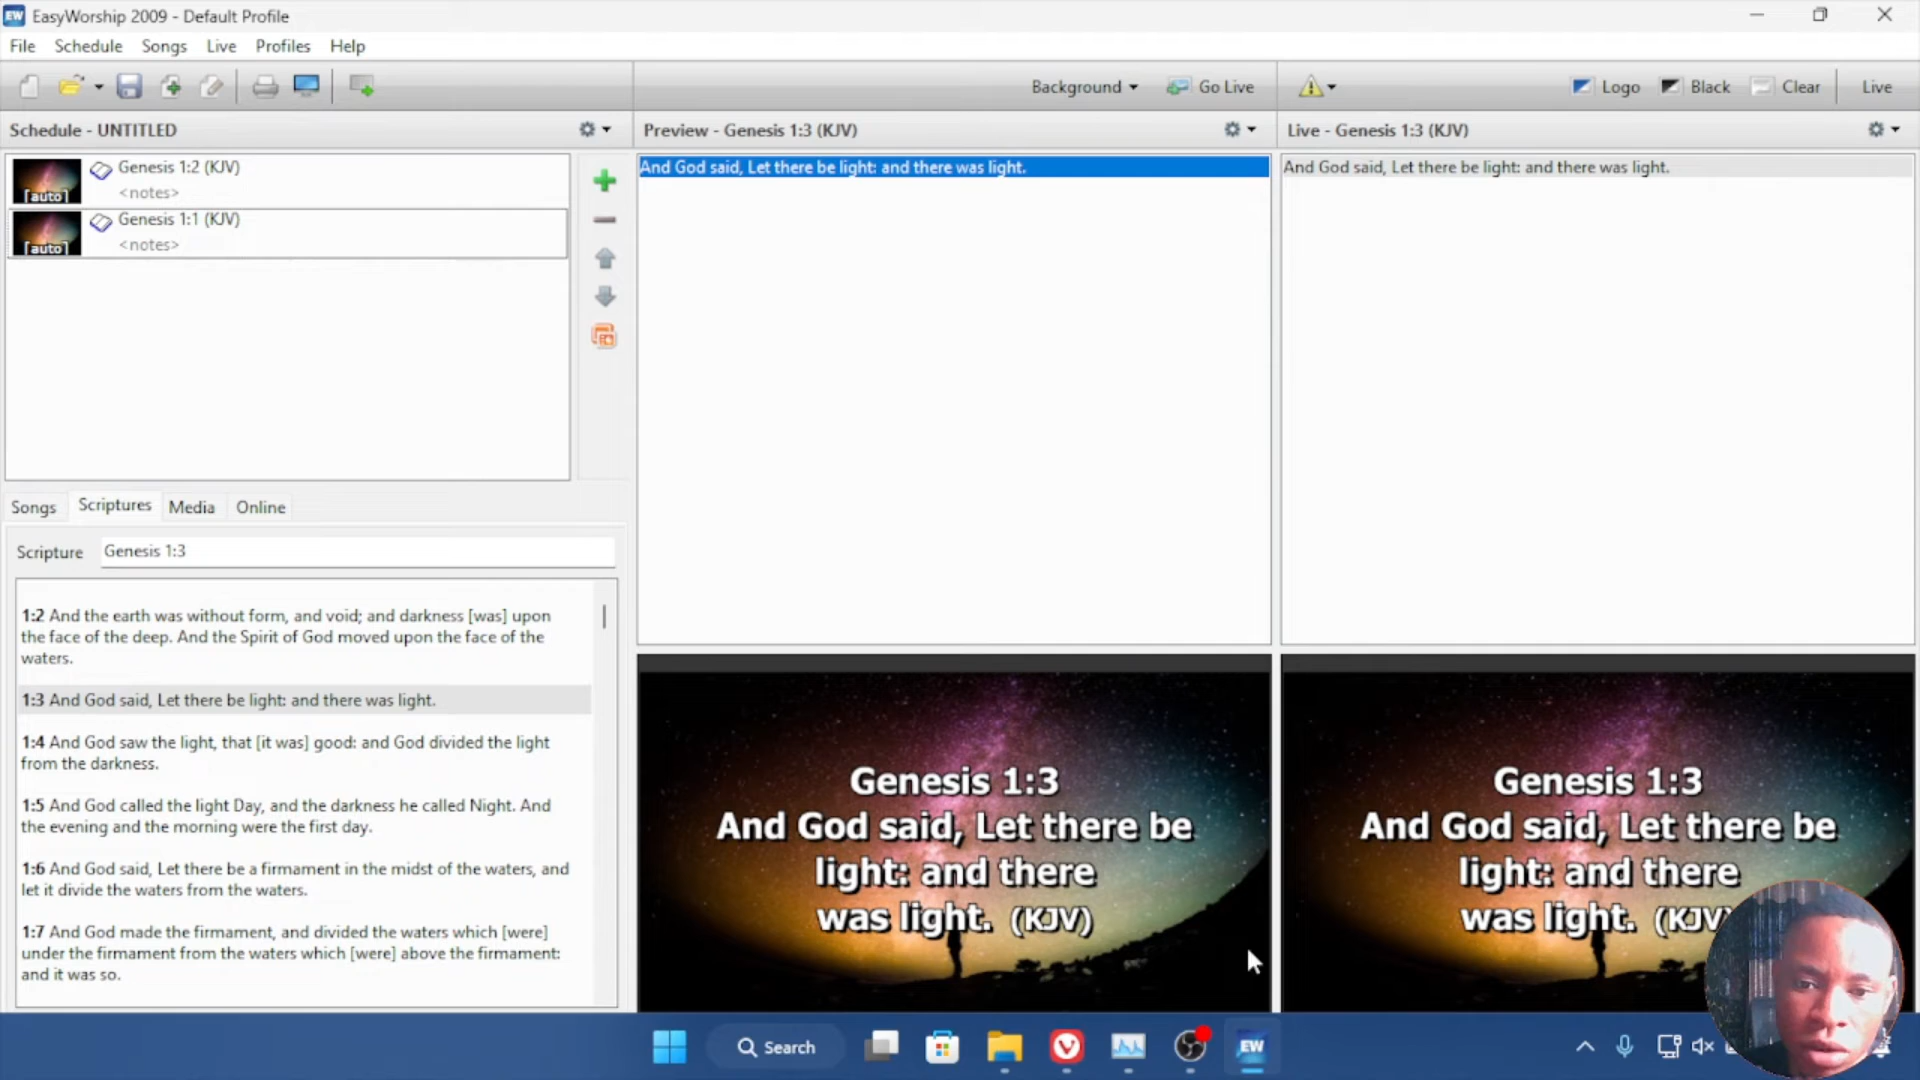 EW EasyWorship 2009 - Default Profile
File Schedule Songs Live Profiles Help
Background Go Live Logo Black Clear Live
Schedule - UNTITLED
Genesis 1:2 (KJV)
<notes>
[auto]
Genesis 1:1 (KJV)
<notes>
[auto]
Preview - Genesis 1:3 (KJV)
And God said, Let there be light: and there was light.
Live - Genesis 1:3 (KJV)
And God said, Let there be light: and there was light.
Songs Scriptures Media Online
Scripture Genesis 1:3
1:2 And the earth was without form, and void; and darkness [was] upon
the face of the deep. And the Spirit of God moved upon the face of the
waters.
1:3 And God said, Let there be light: and there was light.
1:4 And God saw the light, that [it was] good: and God divided the light
from the darkness.
1:5 And God called the light Day, and the darkness he called Night. And
the evening and the morning were the first day.
1:6 And God said, Let there be a firmament in the midst of the waters, and
let it divide the waters from the waters.
1:7 And God made the firmament, and divided the waters which [were]
under the firmament from the waters which [were] above the firmament:
and it was so.
Genesis 1:3
And God said, Let there be
light: and there
was light. (KJV)
Genesis 1:3
And God said, Let there be
light: and there
was light. (KJV)
Search
EW